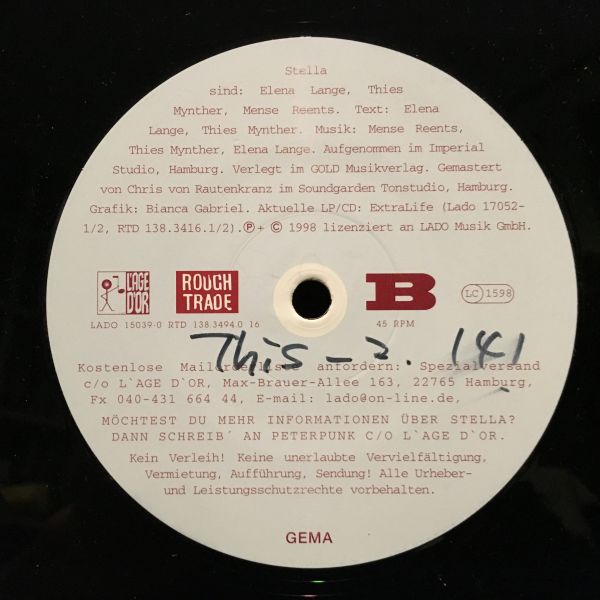 Stella
sind: Elena Lange, Thies
Mynther, Mense Reents. Text: Elena
Lange, Thies Mynther. Musik: Mense Reents,
Thies Mynther, Elena Lange. Aufgenommen im Imperial
Studio, Hamburg. Verlegt im GOLD Musikverlag. Gemastert
von Chris von Rautenkranz im Soundgarden Tonstudio, Hamburg.
Grafik: Bianca Gabriel. Aktuelle LP/CD: ExtraLife (Lado 17052-
1/2, RTD 138.3416.1/2).Ⓟ+ © 1998 lizenziert an LADO Musik GmbH.
L'AGE D'OR
ROUGH TRADE
B
LC 1598
LADO 15039-0 RTD 138.3494.0 16
45 RPM
This - 2. 141
Kostenlose Mailorderliste anfordern: Spezialversand
c/o L`AGE D`OR, Max-Brauer-Allee 163, 22765 Hamburg,
Fx 040-431 664 44, E-mail: lado@on-line.de,
MÖCHTEST DU MEHR INFORMATIONEN ÜBER STELLA?
DANN SCHREIB´ AN PETERPUNK C/O L`AGE D`OR.
Kein Verleih! Keine unerlaubte Vervielfältigung,
Vermietung, Aufführung, Sendung! Alle Urheber-
und Leistungsschutzrechte vorbehalten.
GEMA